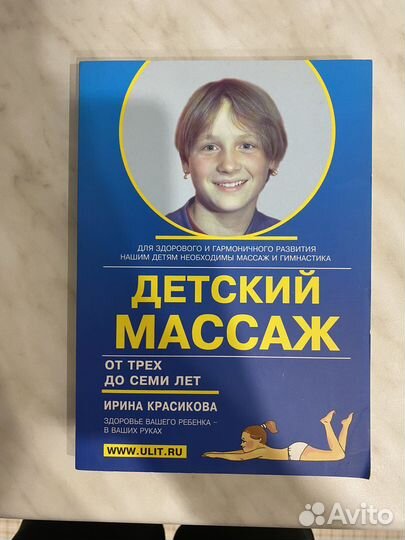 ДЛЯ ЗДОРОВОГО И ГАРМОНИЧНОГО РАЗВИТИЯ
НАШИМ ДЕТЯМ НЕОБХОДИМЫ МАССАЖ И ГИМНАСТИКА
ДЕТСКИЙ
МАССАЖ
ОТ ТРЕХ
ДО СЕМИ ЛЕТ
ИРИНА КРАСИКОВА
ЗДОРОВЬЕ ВАШЕГО РЕБЕНКА –
В ВАШИХ РУКАХ
WWW.ULIT.RU
Avito